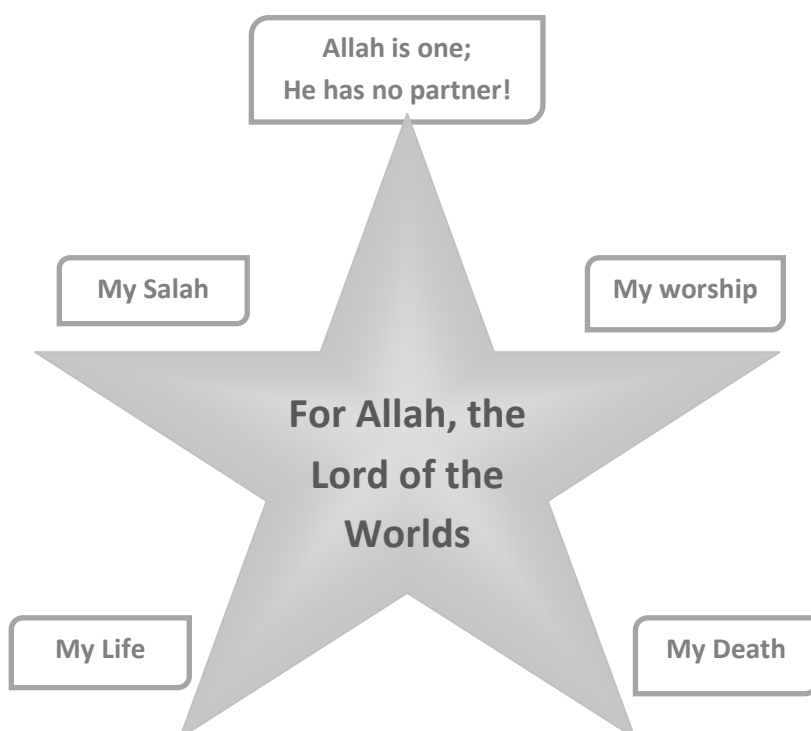 Allah is one;
He has no partner!
My Salah
My worship
For Allah, the
Lord of the
Worlds
My Life
My Death